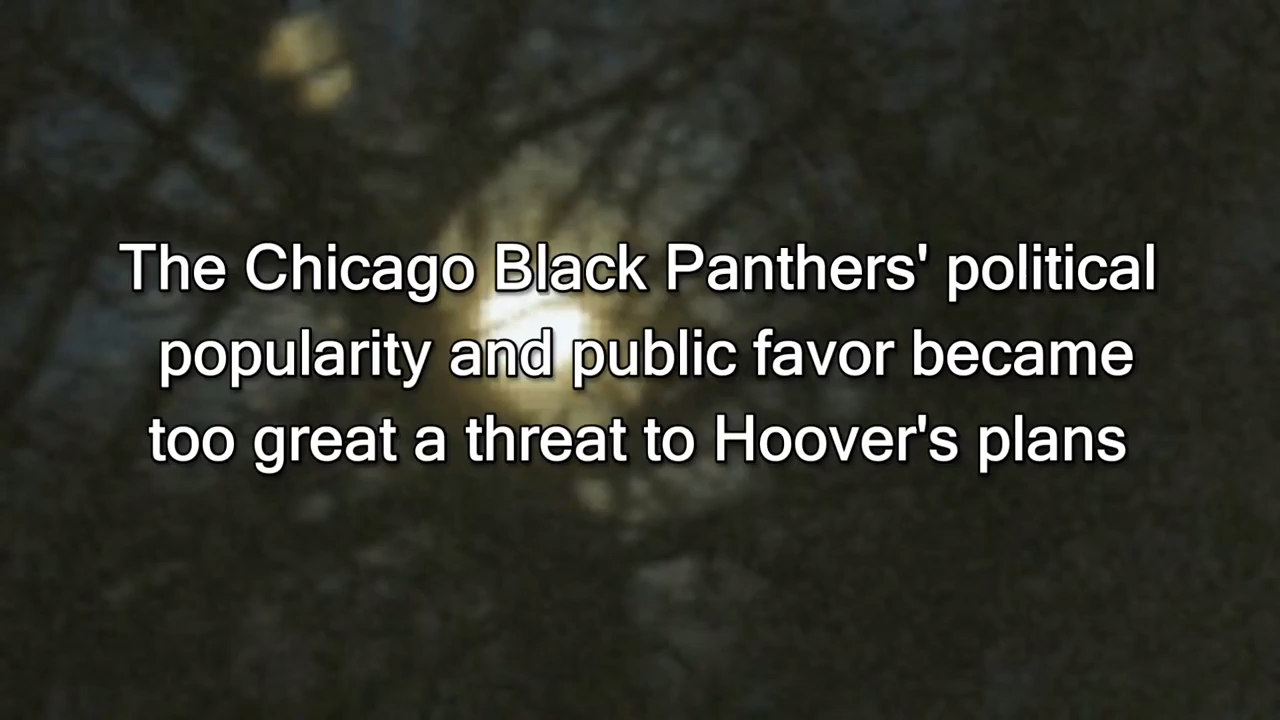 The Chicago Black Panthers' political
popularity and public favor became
too great a threat to Hoover's plans